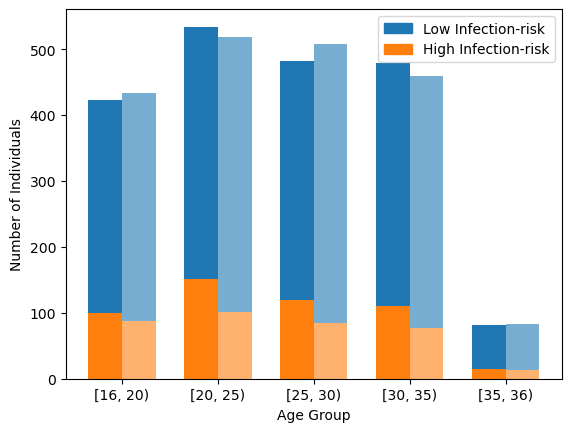 Low Infection-risk
High Infection-risk
Number of Individuals
500
400
300
200
100
0
[16, 20)
[20, 25)
[25, 30)
[30, 35)
[35, 36)
Age Group